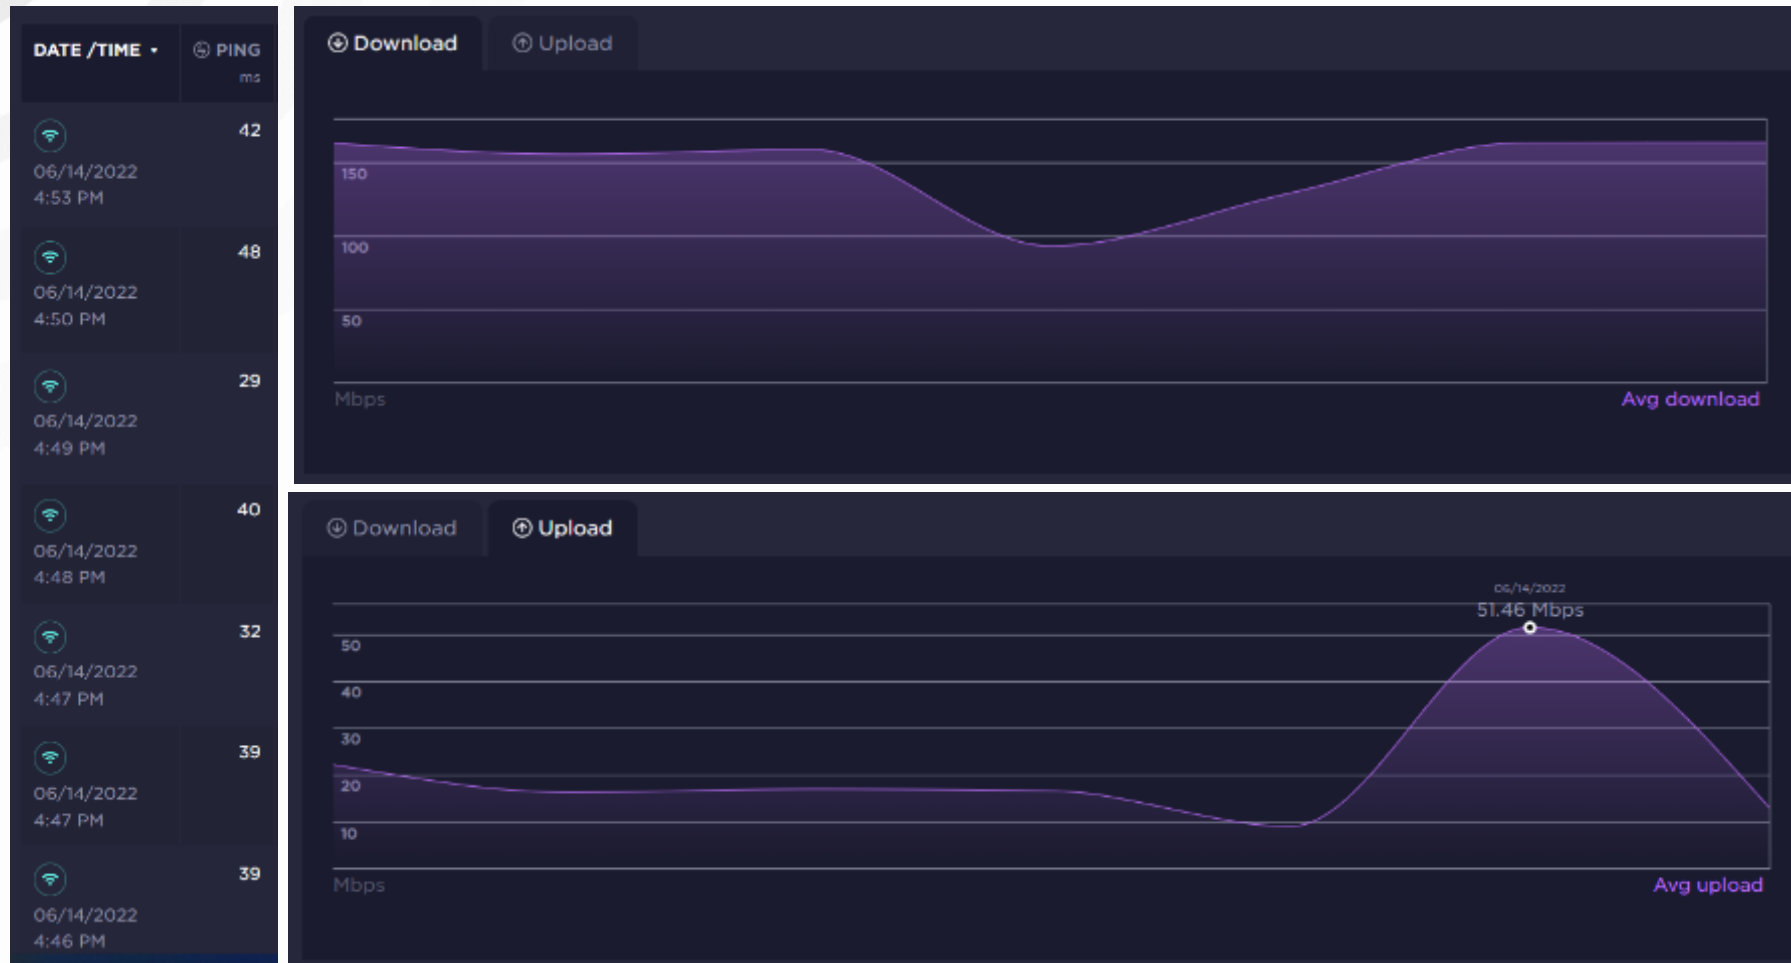 DATE /TIME
PING
ms
42
06/14/2022
4:53 PM
48
06/14/2022
4:50 PM
29
06/14/2022
4:49 PM
40
06/14/2022
4:48 PM
32
06/14/2022
4:47 PM
39
06/14/2022
4:47 PM
39
06/14/2022
4:46 PM
Download
Upload
150
100
50
Mbps
Avg download
Download
Upload
06/14/2022
51.46 Mbps
50
40
30
20
10
Mbps
Avg upload